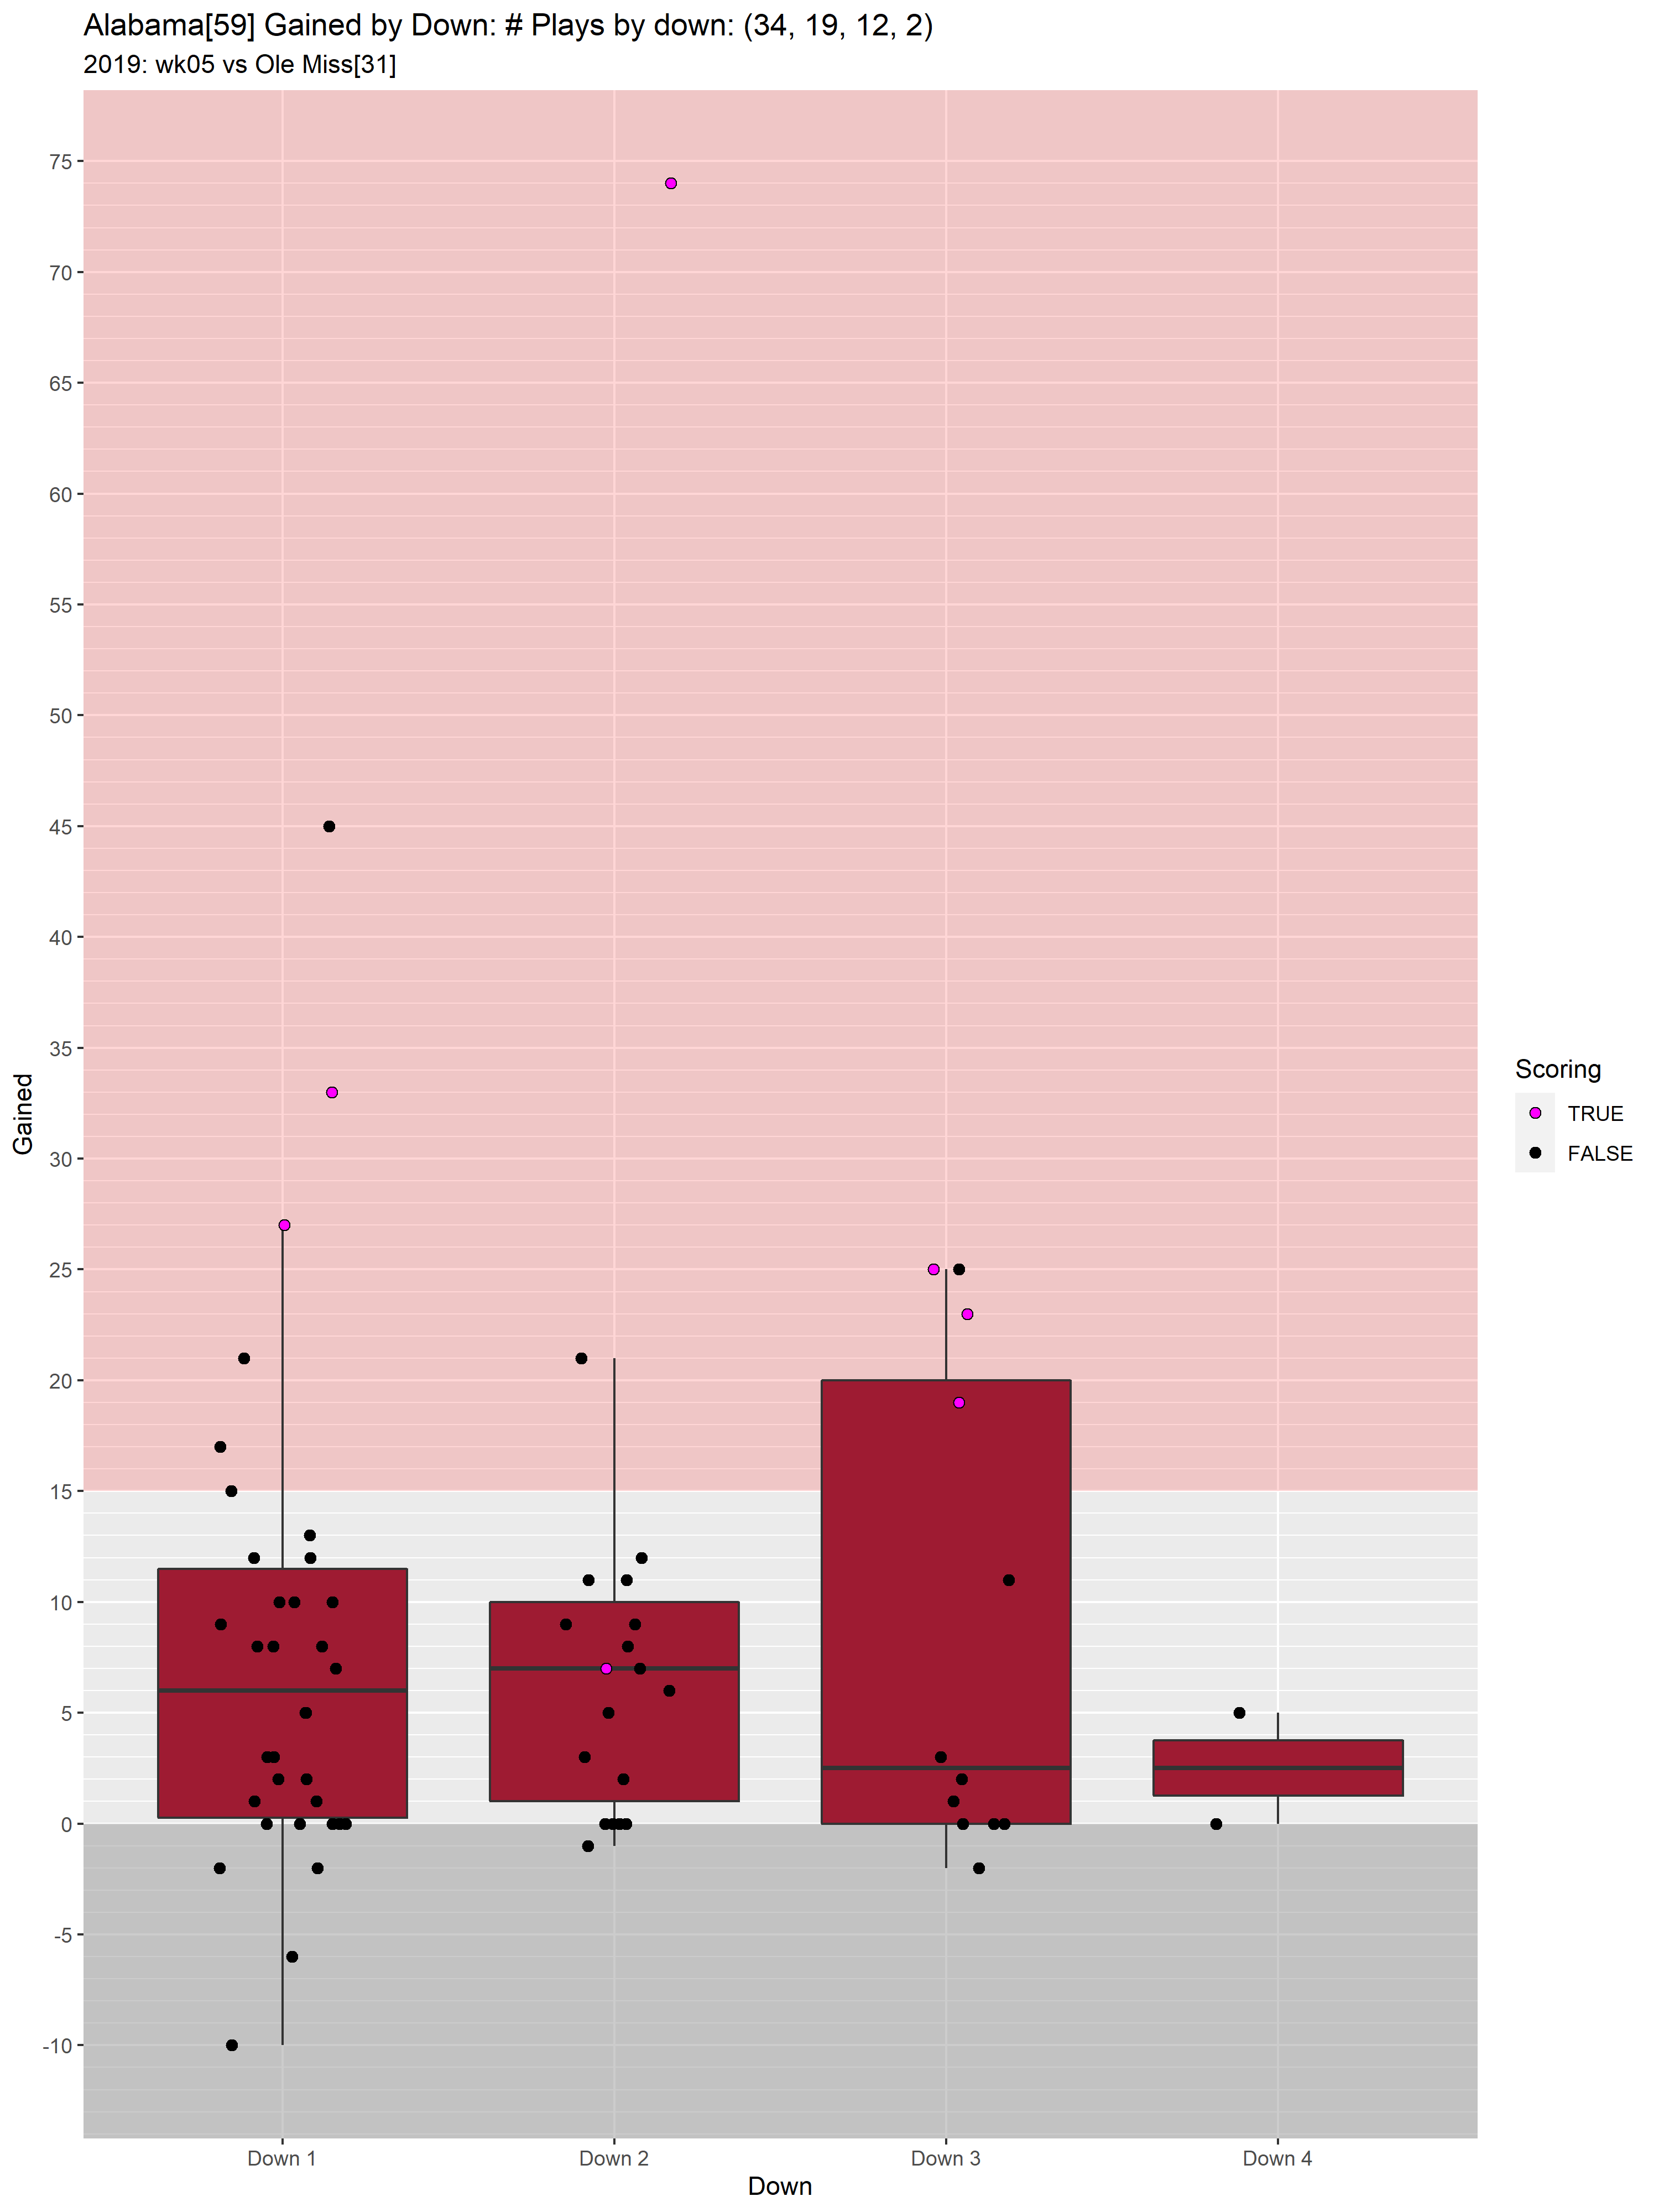 Alabama[59] Gained by Down: # Plays by down: (34, 19, 12, 2)
2019: wk05 vs Ole Miss[31]
75
70
65
60
55
50
45
40
35
30
25
20
15
10
5
0
-5
-10
Gained
Down 1
Down 2
Down 3
Down 4
Down
Scoring
TRUE
FALSE